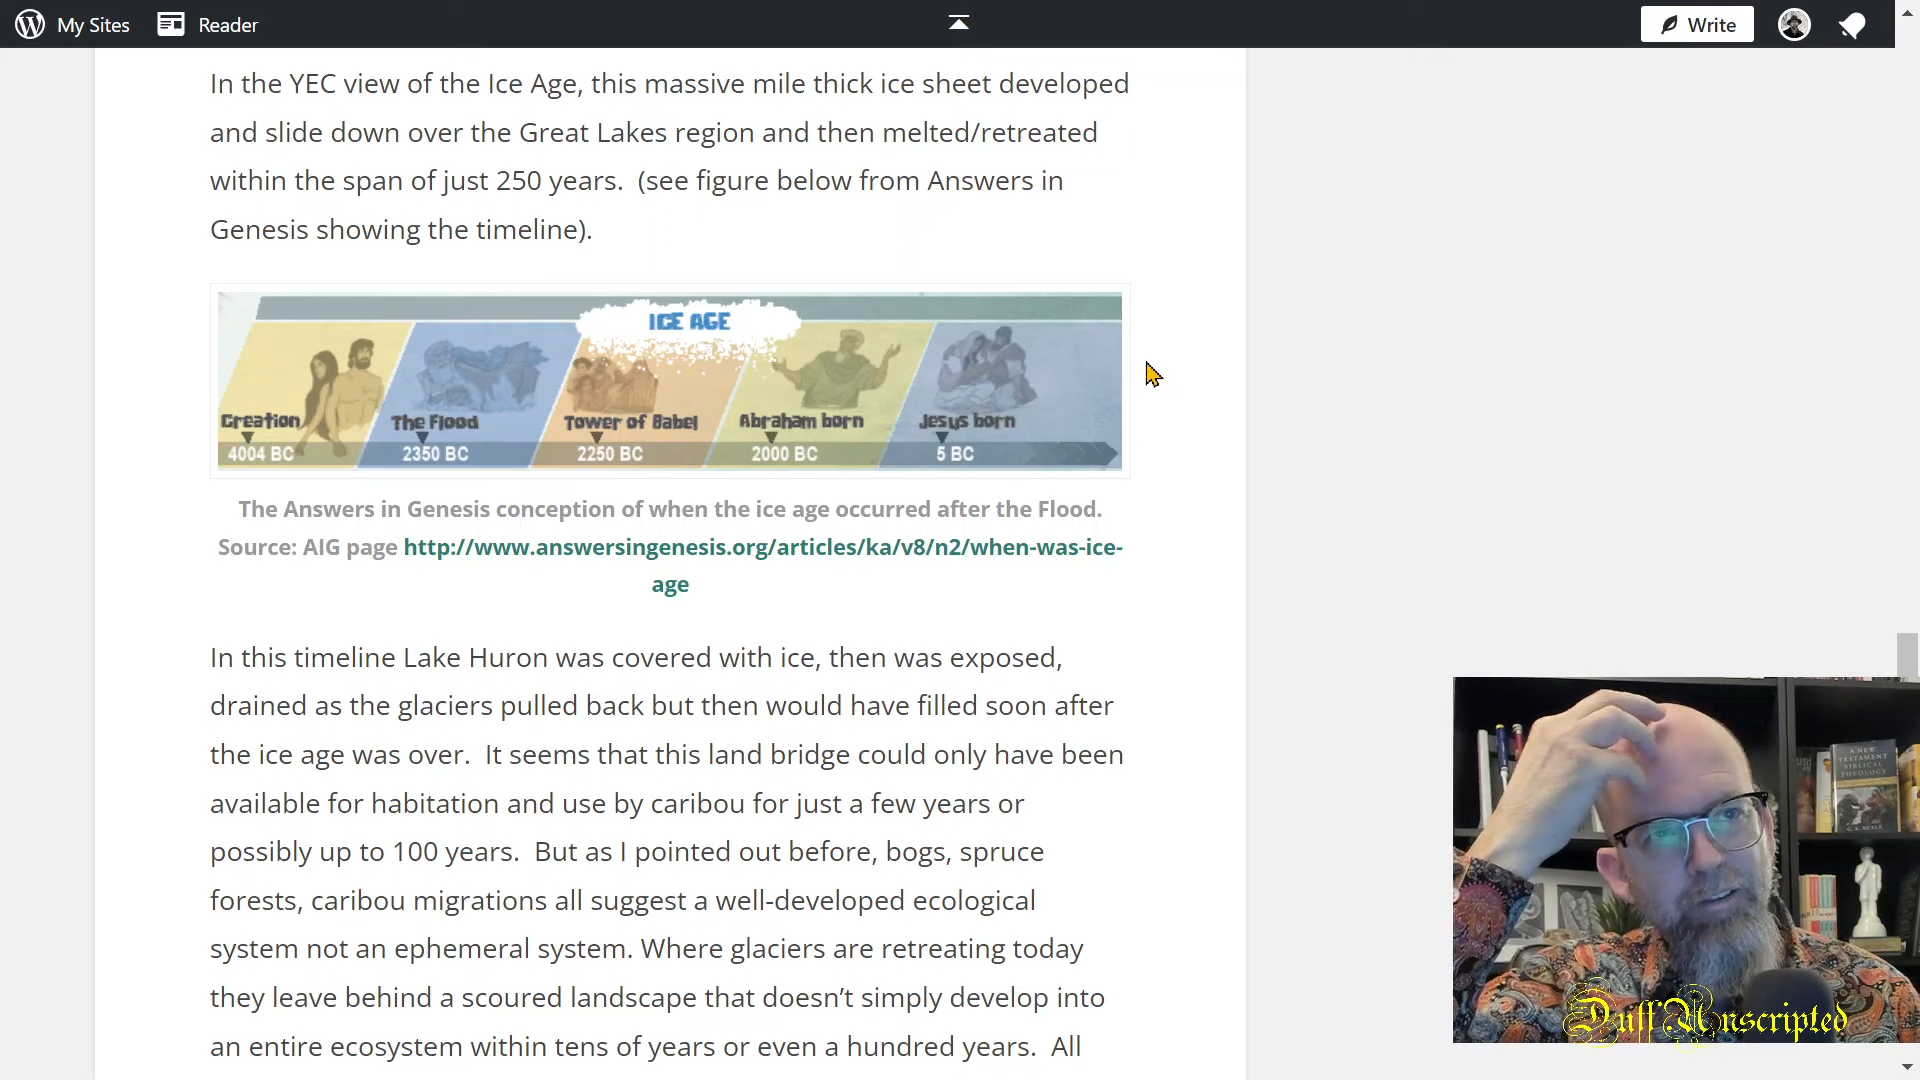 My Sites
Reader
Write
In the YEC view of the Ice Age, this massive mile thick ice sheet developed
and slide down over the Great Lakes region and then melted/retreated
within the span of just 250 years.  (see figure below from Answers in
Genesis showing the timeline).
ICE AGE
Creation
The Flood
Tower of Babel
Abraham born
Jesus born
4004 BC
2350 BC
2250 BC
2000 BC
5 BC
The Answers in Genesis conception of when the ice age occurred after the Flood.
Source: AIG page http://www.answersingenesis.org/articles/ka/v8/n2/when-was-ice-
age
In this timeline Lake Huron was covered with ice, then was exposed,
drained as the glaciers pulled back but then would have filled soon after
the ice age was over.  It seems that this land bridge could only have been
available for habitation and use by caribou for just a few years or
possibly up to 100 years.  But as I pointed out before, bogs, spruce
forests, caribou migrations all suggest a well-developed ecological
system not an ephemeral system. Where glaciers are retreating today
they leave behind a scoured landscape that doesn’t simply develop into
an entire ecosystem within tens of years or even a hundred years.  All
A NEW
TESTAMENT
BIBLICAL
THEOLOGY
G. K. BEALE
Duff Unscripted